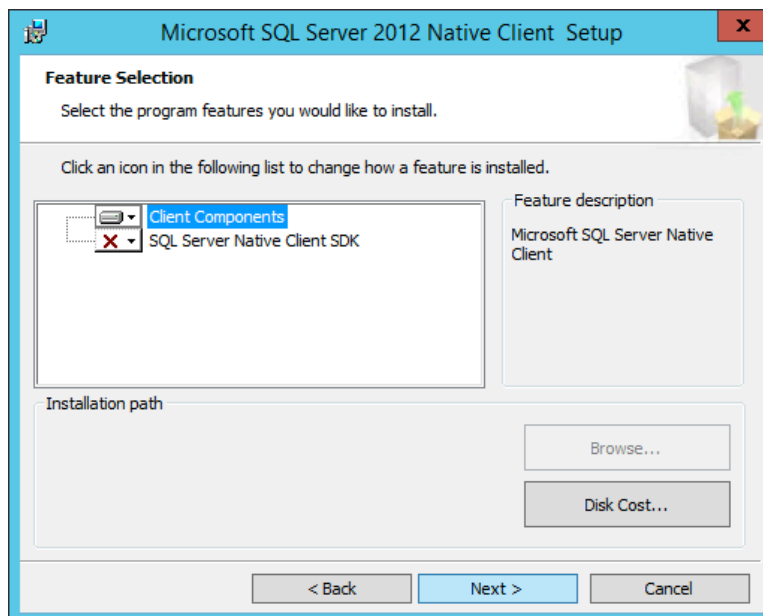 Microsoft SQL Server 2012 Native Client Setup
X
Feature Selection
Select the program features you would like to install.
Click an icon in the following list to change how a feature is installed.
Client Components
SQL Server Native Client SDK
Feature description
Microsoft SQL Server Native
Client
Installation path
Browse...
Disk Cost...
< Back
Next >
Cancel